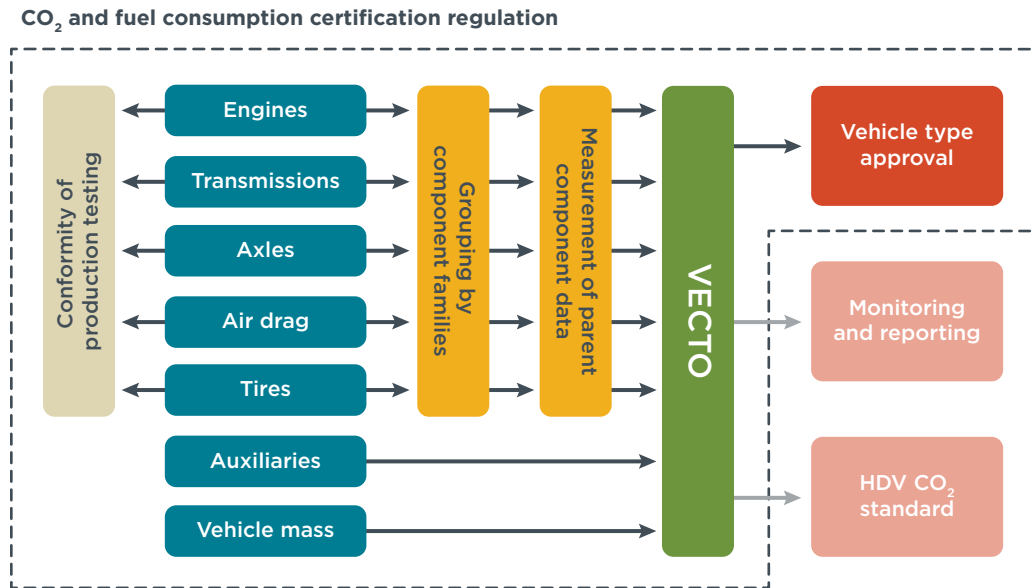 CO₂ and fuel consumption certification regulation
Conformity of
production testing
Engines
Transmissions
Axles
Air drag
Tires
Auxiliaries
Vehicle mass
Grouping by
component families
Measurement of parent
component data
VECTO
Vehicle type
approval
Monitoring
and reporting
HDV CO₂
standard